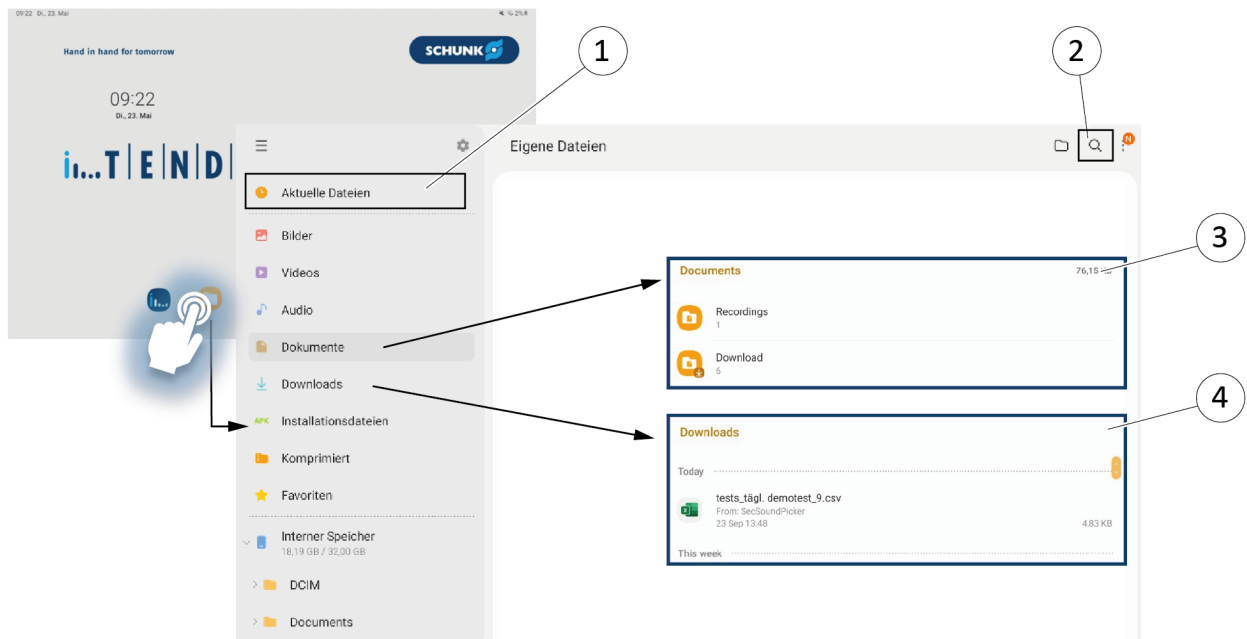 09:22 Di., 23. Mai
2%
Hand in hand for tomorrow
SCHUNK
09:22
Di., 23. Mai
i...T|E|N|D|
1
2
Eigene Dateien
N
Aktuelle Dateien
Bilder
Videos
Audio
Dokumente
Downloads
APK Installationsdateien
Komprimiert
Favoriten
Interner Speicher
18,19 GB / 32,00 GB
DCIM
Documents
3
Documents
76,15
Recordings
1
Download
6
4
Downloads
Today
tests_tägl. demotest_9.csv
From: SecSoundPicker
23 Sep 13:48
4.83 KB
This week